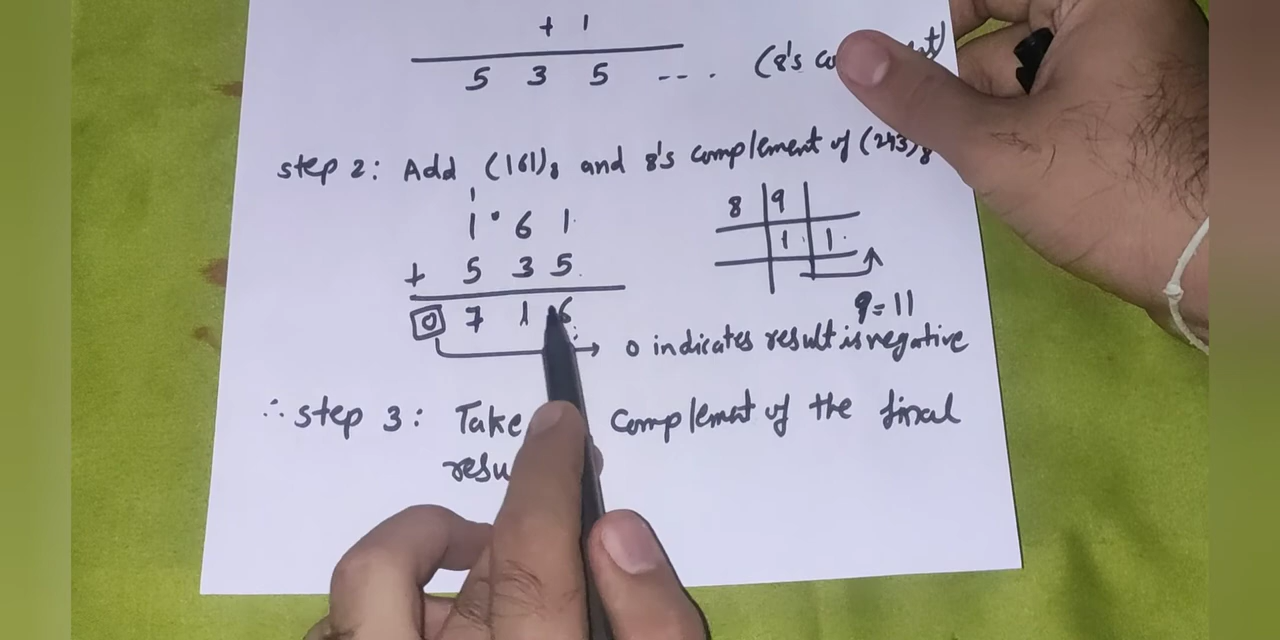 + 1
5 3 5 --- (8's
step 2: Add (161)8 and 8's complement of (243)8
1
1 6 1
+ 5 3 5
0 7 1 6
8 9
1 1
9 = 11
0 indicates result is negative
∴ step 3: Take complement of the final